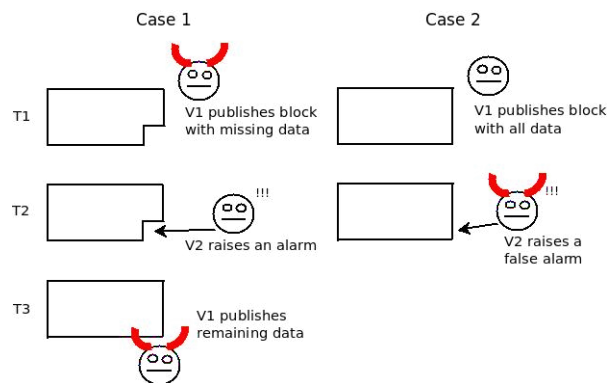 Case 1
Case 2
T1
V1 publishes block
with missing data
V1 publishes block
with all data
T2
!!!
V2 raises an alarm
!!!
V2 raises a
false alarm
T3
V1 publishes
remaining data